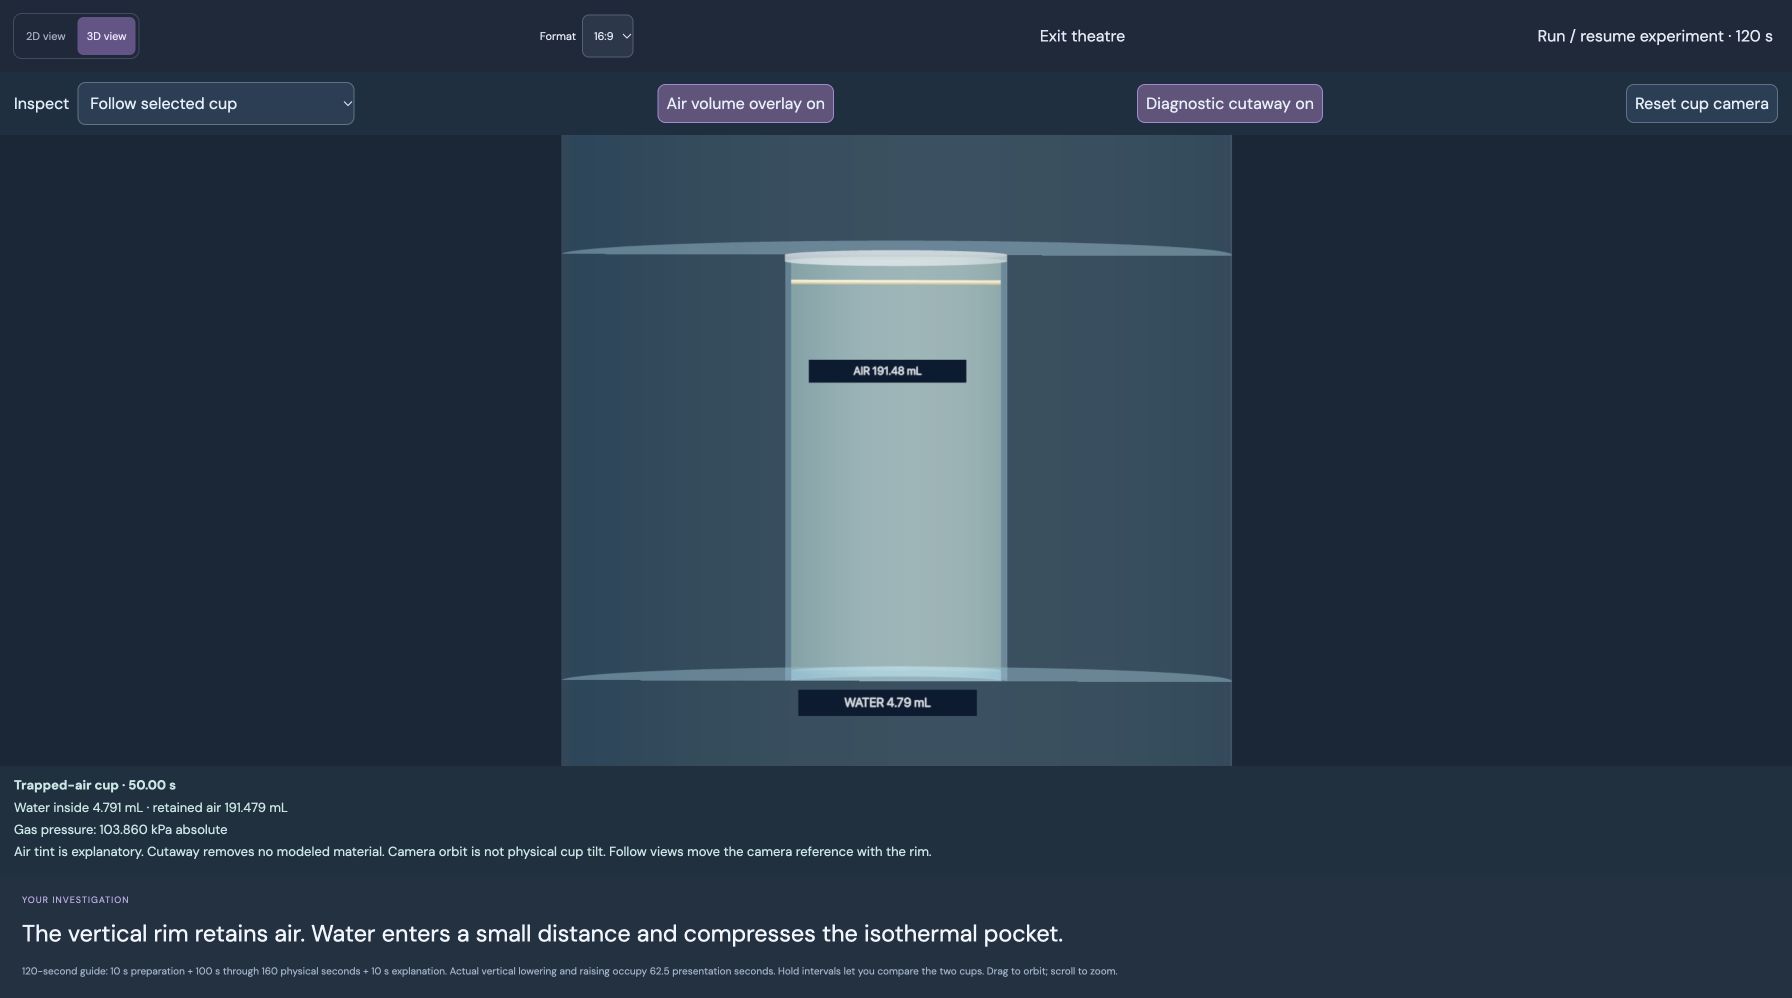 2D view
3D view
Format
16:9
Exit theatre
Run / resume experiment · 120 s
Inspect
Follow selected cup
Air volume overlay on
Diagnostic cutaway on
Reset cup camera
AIR 191.48 mL
WATER 4.79 mL
Trapped-air cup · 50.00 s
Water inside 4.791 mL · retained air 191.479 mL
Gas pressure: 103.860 kPa absolute
Air tint is explanatory. Cutaway removes no modeled material. Camera orbit is not physical cup tilt. Follow views move the camera reference with the rim.
YOUR INVESTIGATION
The vertical rim retains air. Water enters a small distance and compresses the isothermal pocket.
120-second guide: 10 s preparation + 100 s through 160 physical seconds + 10 s explanation. Actual vertical lowering and raising occupy 62.5 presentation seconds. Hold intervals let you compare the two cups. Drag to orbit; scroll to zoom.